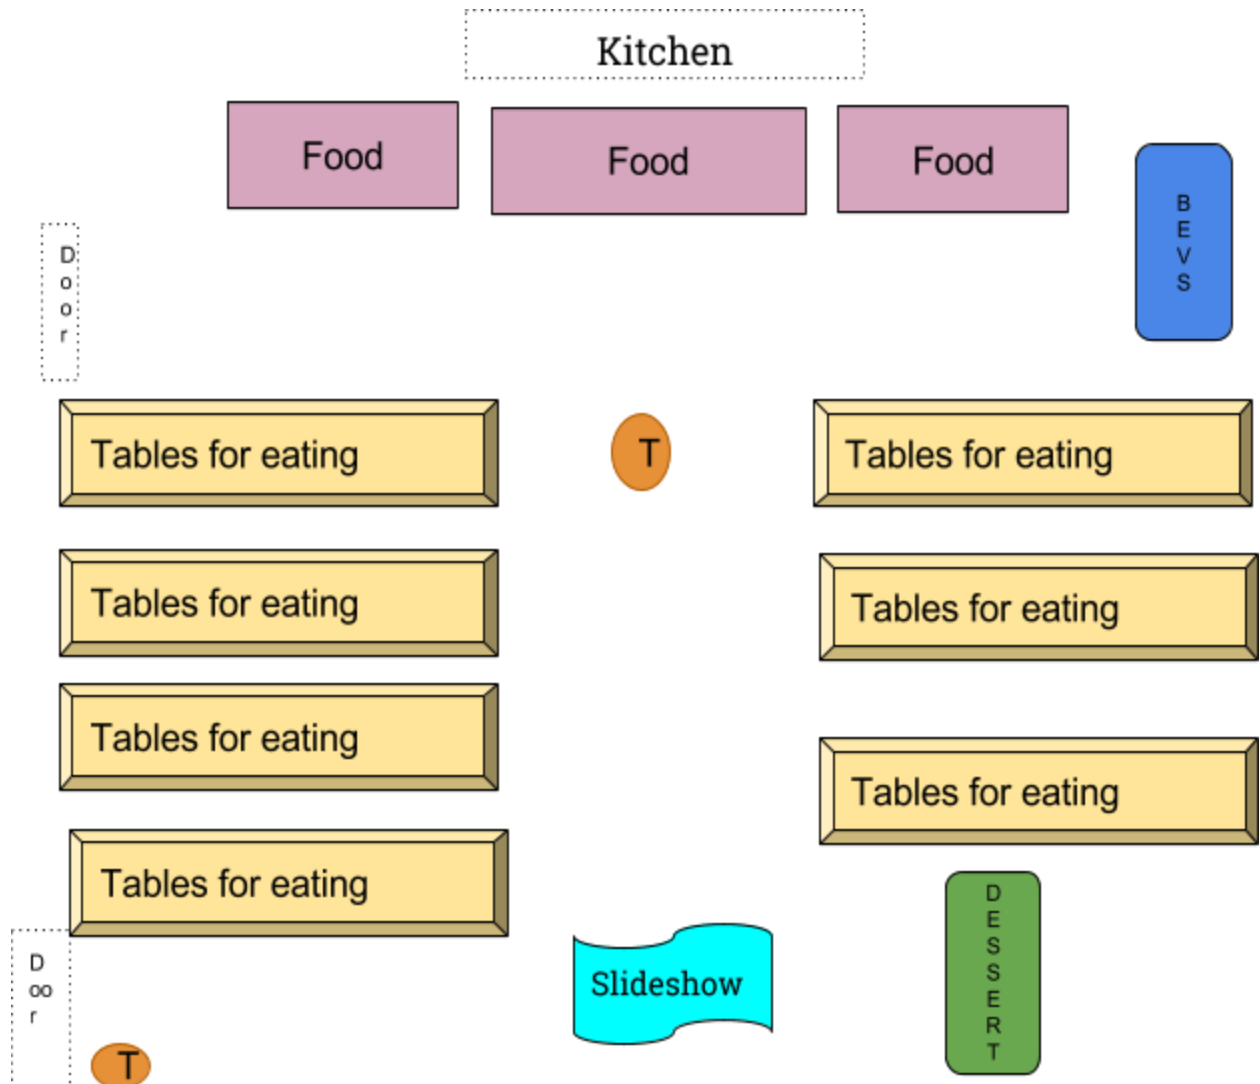 Kitchen
Food
Food
Food
B
E
V
S
D
o
o
r
Tables for eating
T
Tables for eating
Tables for eating
Tables for eating
Tables for eating
Tables for eating
Tables for eating
D
oo
r
Slideshow
D
E
S
S
E
R
T
T